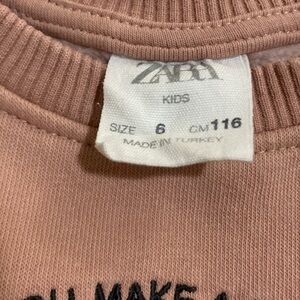 ZARA
KIDS
SIZE 6 CM 116
MADE IN TURKEY
MAKE